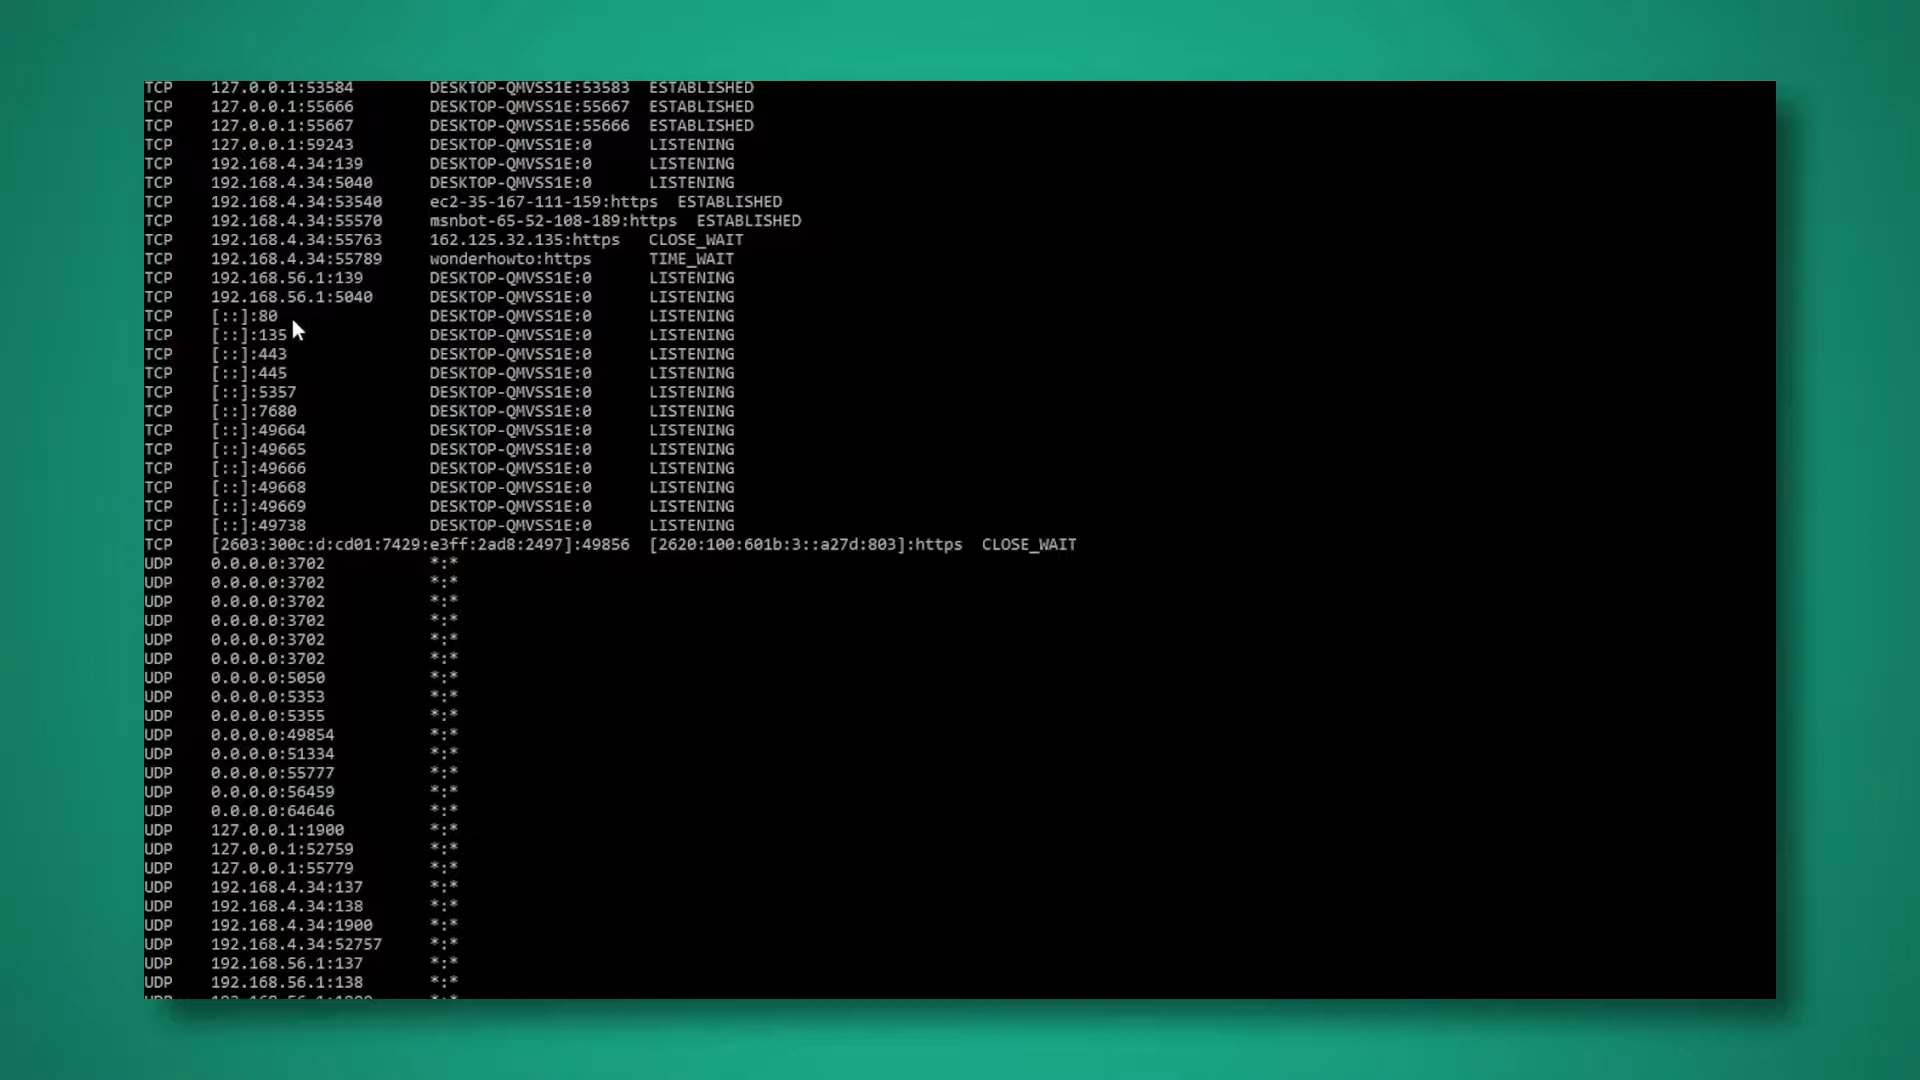 TCP 127.0.0.1:53584 DESKTOP-QMVSS1E:53583 ESTABLISHED
TCP 127.0.0.1:55666 DESKTOP-QMVSS1E:55667 ESTABLISHED
TCP 127.0.0.1:55667 DESKTOP-QMVSS1E:55666 ESTABLISHED
TCP 127.0.0.1:59243 DESKTOP-QMVSS1E:0 LISTENING
TCP 192.168.4.34:139 DESKTOP-QMVSS1E:0 LISTENING
TCP 192.168.4.34:5040 DESKTOP-QMVSS1E:0 LISTENING
TCP 192.168.4.34:53540 ec2-35-167-111-159:https ESTABLISHED
TCP 192.168.4.34:55570 msnbot-65-52-108-189:https ESTABLISHED
TCP 192.168.4.34:55763 162.125.32.135:https CLOSE_WAIT
TCP 192.168.4.34:55789 wonderhowto:https TIME_WAIT
TCP 192.168.56.1:139 DESKTOP-QMVSS1E:0 LISTENING
TCP 192.168.56.1:5040 DESKTOP-QMVSS1E:0 LISTENING
TCP [::]:80 DESKTOP-QMVSS1E:0 LISTENING
TCP [::]:135 DESKTOP-QMVSS1E:0 LISTENING
TCP [::]:443 DESKTOP-QMVSS1E:0 LISTENING
TCP [::]:445 DESKTOP-QMVSS1E:0 LISTENING
TCP [::]:5357 DESKTOP-QMVSS1E:0 LISTENING
TCP [::]:7680 DESKTOP-QMVSS1E:0 LISTENING
TCP [::]:49664 DESKTOP-QMVSS1E:0 LISTENING
TCP [::]:49665 DESKTOP-QMVSS1E:0 LISTENING
TCP [::]:49666 DESKTOP-QMVSS1E:0 LISTENING
TCP [::]:49668 DESKTOP-QMVSS1E:0 LISTENING
TCP [::]:49669 DESKTOP-QMVSS1E:0 LISTENING
TCP [::]:49738 DESKTOP-QMVSS1E:0 LISTENING
TCP [2603:300c:d:cd01:7429:e3ff:2ad8:2497]:49856 [2620:100:601b:3::a27d:803]:https CLOSE_WAIT
UDP 0.0.0.0:3702 *:*
UDP 0.0.0.0:3702 *:*
UDP 0.0.0.0:3702 *:*
UDP 0.0.0.0:3702 *:*
UDP 0.0.0.0:3702 *:*
UDP 0.0.0.0:3702 *:*
UDP 0.0.0.0:5050 *:*
UDP 0.0.0.0:5353 *:*
UDP 0.0.0.0:5355 *:*
UDP 0.0.0.0:49854 *:*
UDP 0.0.0.0:51334 *:*
UDP 0.0.0.0:55777 *:*
UDP 0.0.0.0:56459 *:*
UDP 0.0.0.0:64646 *:*
UDP 127.0.0.1:1900 *:*
UDP 127.0.0.1:52759 *:*
UDP 127.0.0.1:55779 *:*
UDP 192.168.4.34:137 *:*
UDP 192.168.4.34:138 *:*
UDP 192.168.4.34:1900 *:*
UDP 192.168.4.34:52757 *:*
UDP 192.168.56.1:137 *:*
UDP 192.168.56.1:138 *:*